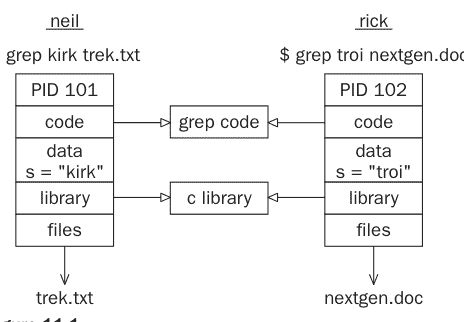 neil
rick
grep kirk trek.txt
$ grep troi nextgen.doc
PID 101
PID 102
code
grep code
code
data
s = "kirk"
data
s = "troi"
library
c library
library
files
files
trek.txt
nextgen.doc